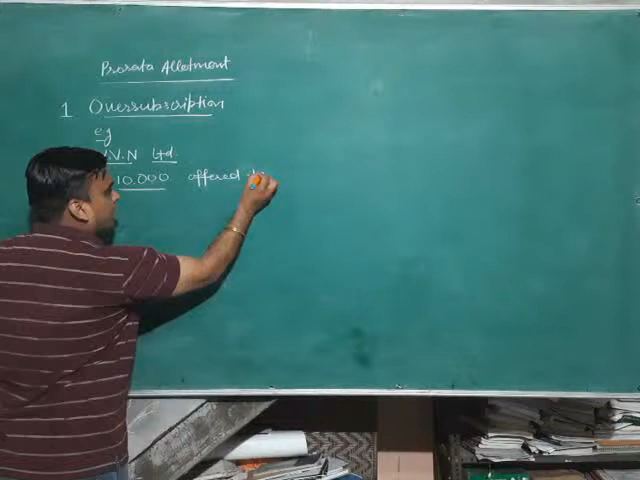 Prorata Allotment
1 Oversubscription
eg
V.N Ltd.
10.000 offered